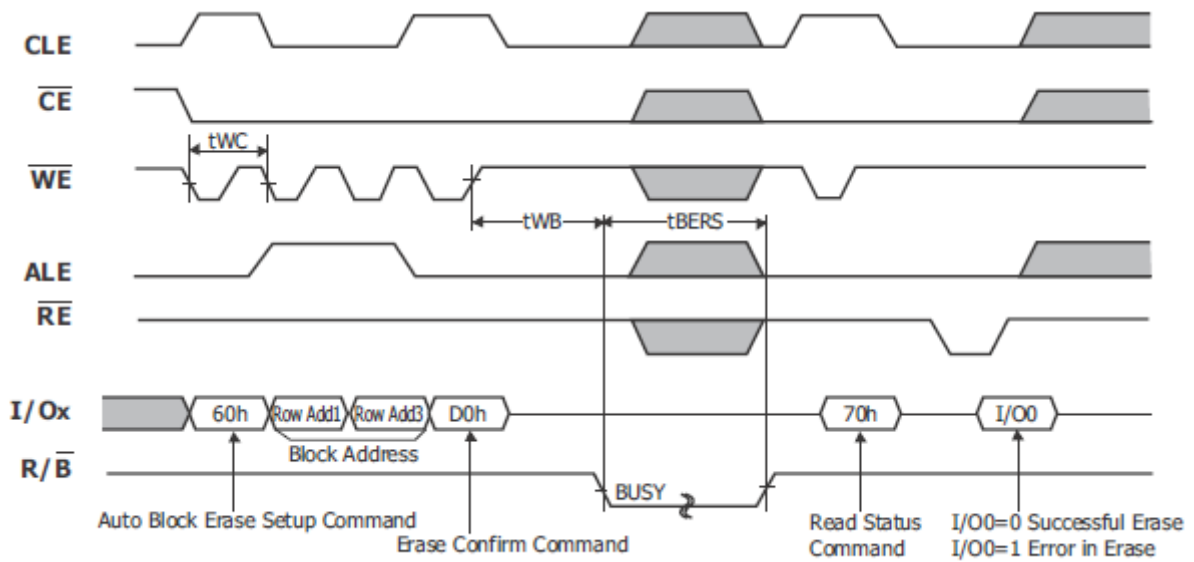 CLE
CE
tWC
WE
tWB tBERS
ALE
RE
I/Ox 60h Row Add1 Row Add3 D0h 70h I/O0
Block Address
R/B
BUSY
Auto Block Erase Setup Command
Erase Confirm Command
Read Status
Command
I/O0=0 Successful Erase
I/O0=1 Error in Erase